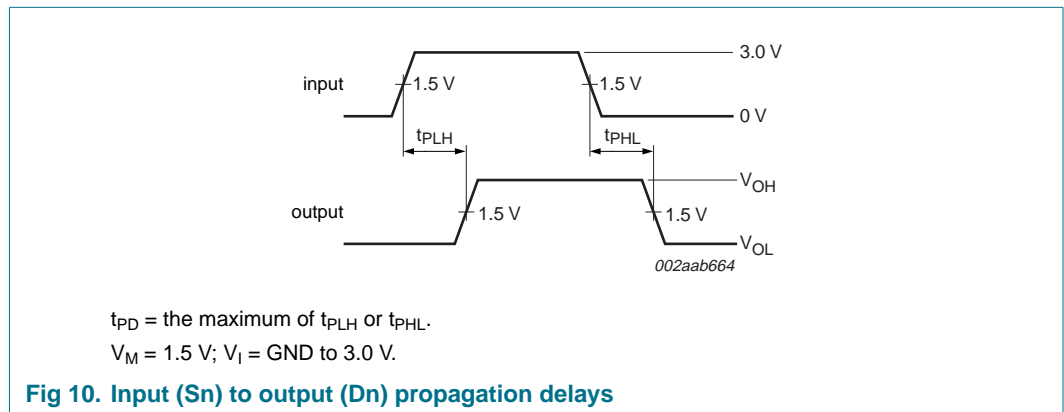 3.0 V
input
1.5 V
1.5 V
0 V
tPLH
tPHL
VOH
output
1.5 V
1.5 V
VOL
002aab664
tPD = the maximum of tPLH or tPHL.
VM = 1.5 V; VI = GND to 3.0 V.
Fig 10. Input (Sn) to output (Dn) propagation delays